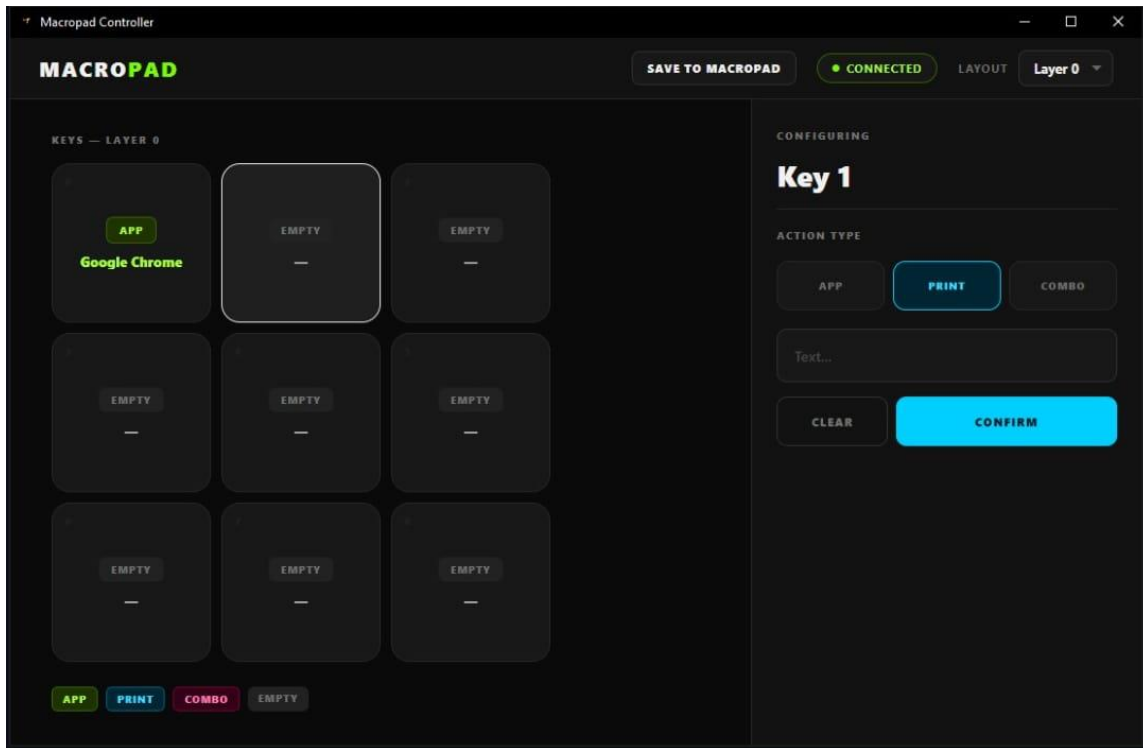 Macropad Controller
MACROPAD
SAVE TO MACROPAD
CONNECTED
LAYOUT
Layer 0
KEYS — LAYER 0
APP
Google Chrome
EMPTY
—
EMPTY
—
EMPTY
—
EMPTY
—
EMPTY
—
EMPTY
—
EMPTY
—
EMPTY
—
APP PRINT COMBO EMPTY
CONFIGURING
Key 1
ACTION TYPE
APP PRINT COMBO
Text...
CLEAR CONFIRM